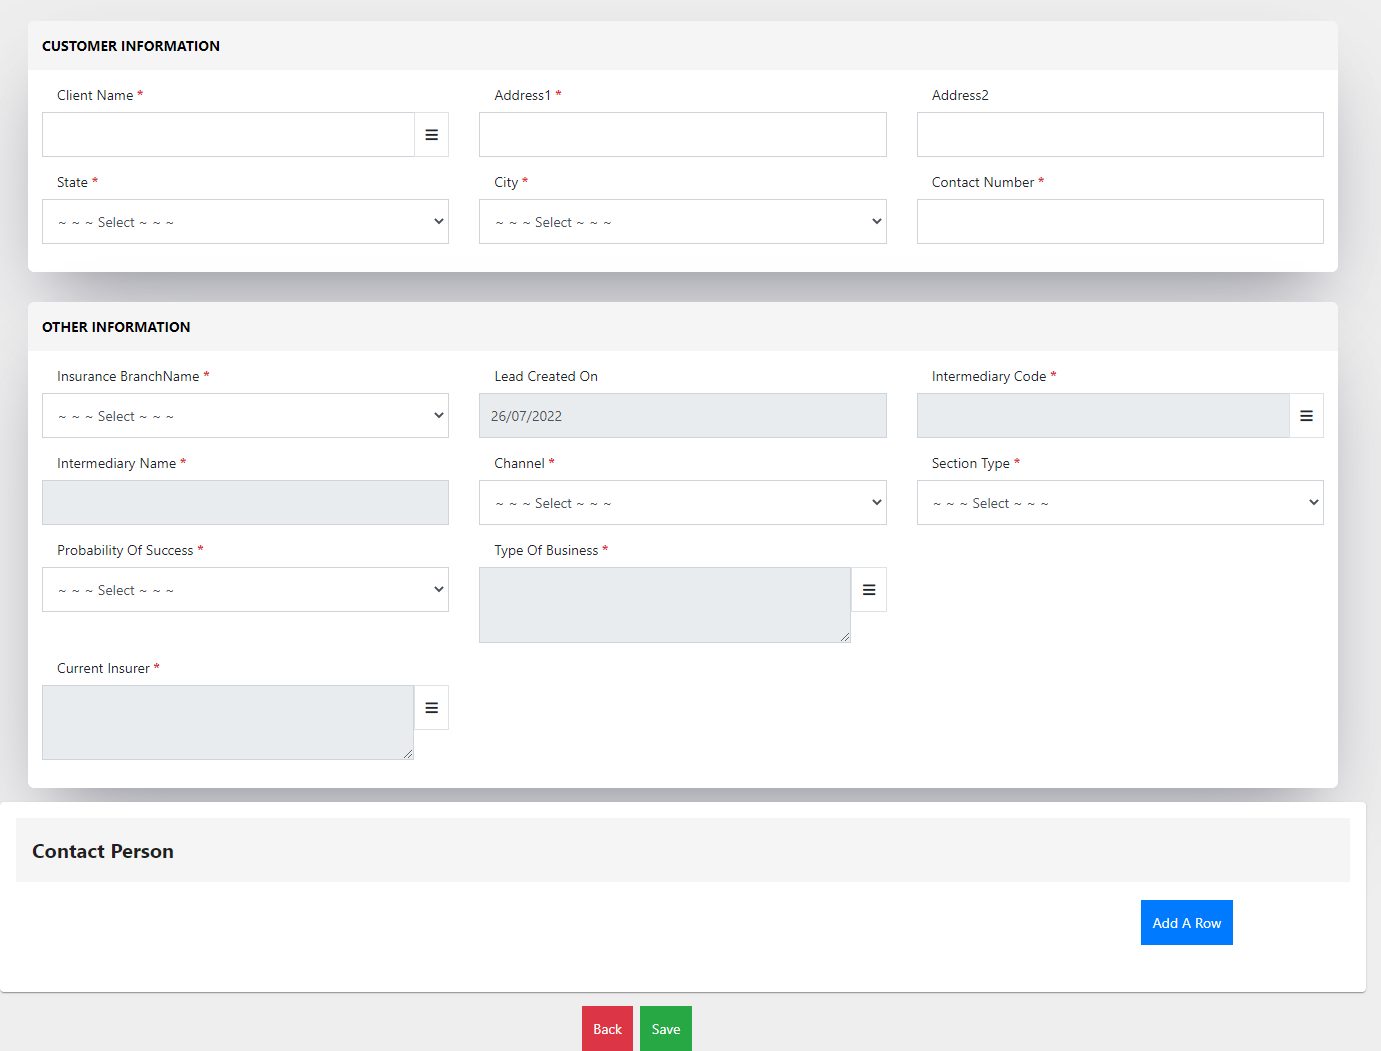 CUSTOMER INFORMATION
Client Name * Address1 * Address2
State * City * Contact Number *
~ ~ ~ Select ~ ~ ~ ~ ~ ~ Select ~ ~ ~
OTHER INFORMATION
Insurance BranchName * Lead Created On Intermediary Code *
~ ~ ~ Select ~ ~ ~ 26/07/2022
Intermediary Name * Channel * Section Type *
~ ~ ~ Select ~ ~ ~ ~ ~ ~ Select ~ ~ ~
Probability Of Success * Type Of Business *
~ ~ ~ Select ~ ~ ~
Current Insurer *
Contact Person
Add A Row
Back Save